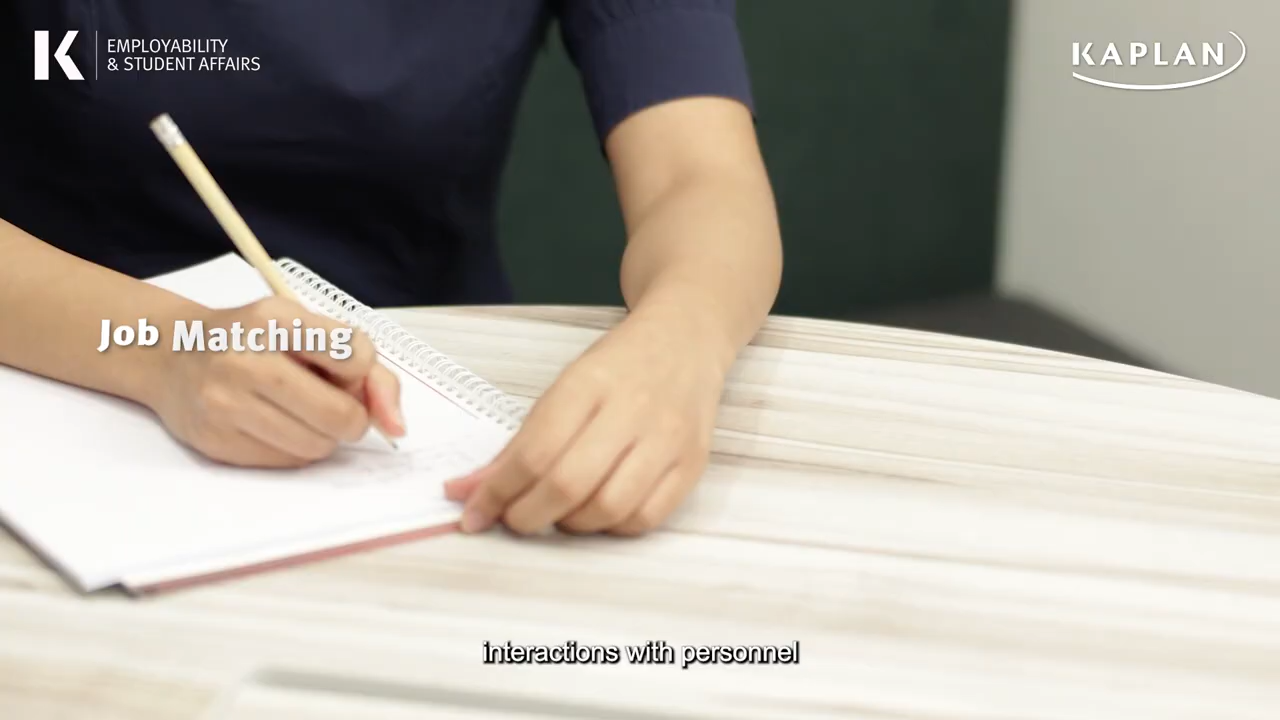 EMPLOYABILITY
& STUDENT AFFAIRS
KAPLAN
Job Matching
interactions with personnel